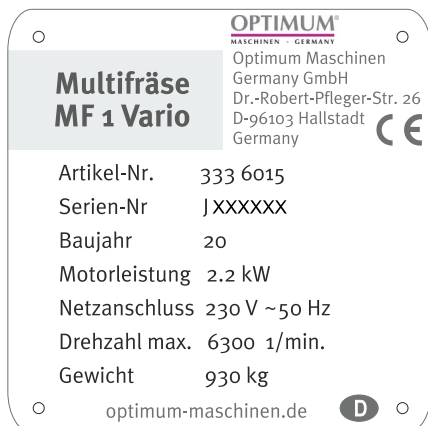 OPTIMUM®
MASCHINEN - GERMANY
Multifräse
MF 1 Vario
Optimum Maschinen
Germany GmbH
Dr.-Robert-Pfleger-Str. 26
D-96103 Hallstadt
Germany
CE
Artikel-Nr. 333 6015
Serien-Nr J XXXXXX
Baujahr 20
Motorleistung 2.2 kW
Netzanschluss 230 V ~50 Hz
Drehzahl max. 6300 1/min.
Gewicht 930 kg
optimum-maschinen.de D